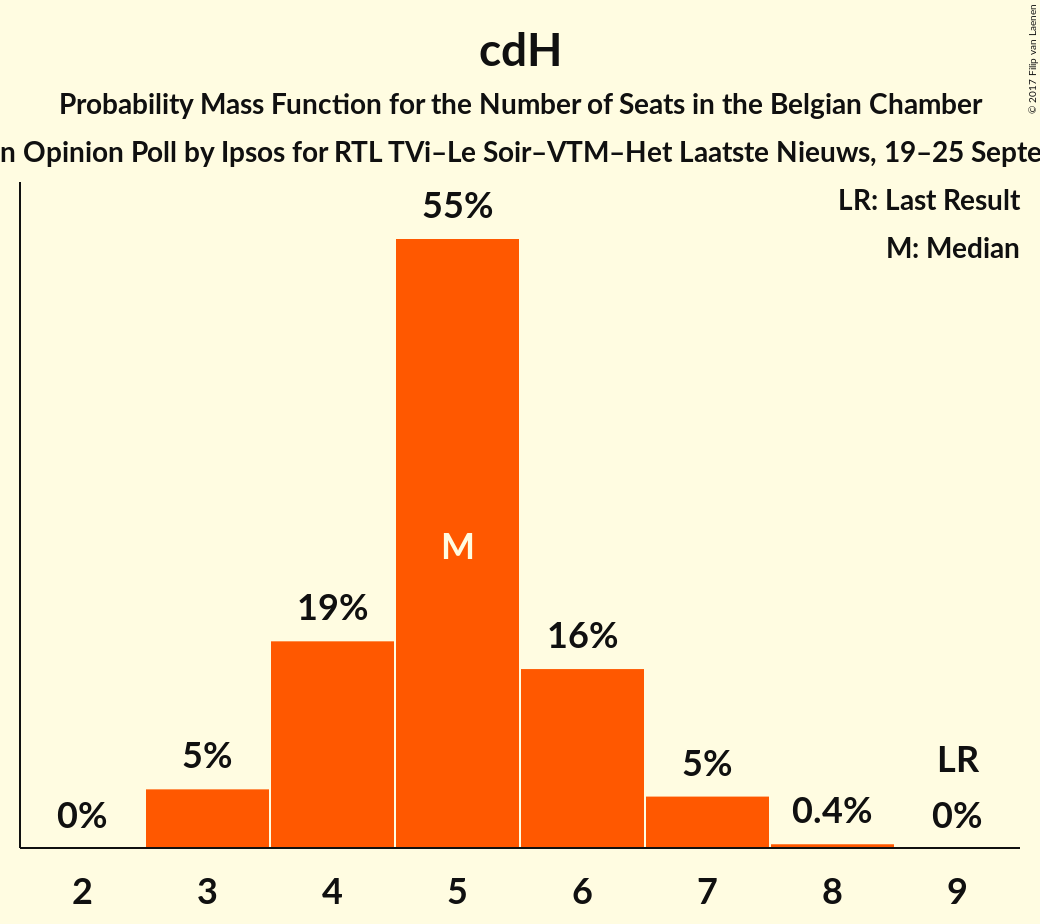 cdH
Probability Mass Function for the Number of Seats in the Belgian Chamber
n Opinion Poll by Ipsos for RTL TVi–Le Soir–VTM–Het Laatste Nieuws, 19–25 Septe
© 2017 Filip van Laenen
LR: Last Result
M: Median
55%
M
19%
16%
5%
5%
0.4%
LR
0%
0%
2 3 4 5 6 7 8 9